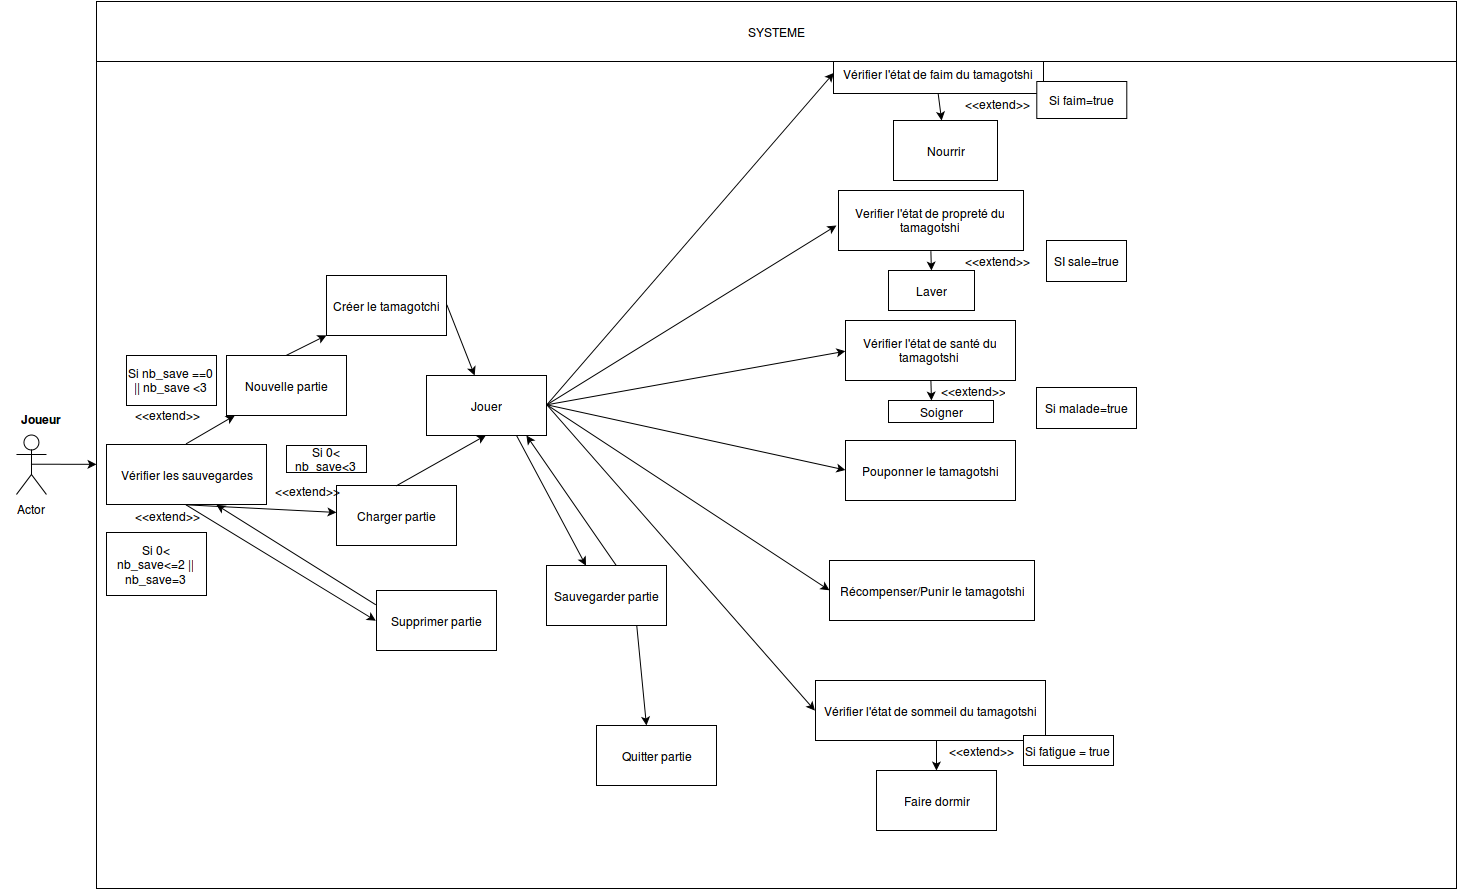 SYSTEME
Vérifier l'état de faim du tamagotshi
<<extend>>
Si faim=true
Nourrir
Verifier l'état de propreté du
tamagotshi
<<extend>>
SI sale=true
Laver
Créer le tamagotchi
Vérifier l'état de santé du
tamagotshi
<<extend>>
Soigner
Si malade=true
Si nb_save ==0
|| nb_save <3
<<extend>>
Nouvelle partie
Jouer
Joueur
Actor
Vérifier les sauvegardes
Si 0<
nb_save<3
<<extend>>
Charger partie
Pouponner le tamagotshi
<<extend>>
Si 0<
nb_save<=2 ||
nb_save=3
Supprimer partie
Sauvegarder partie
Récompenser/Punir le tamagotshi
Quitter partie
Vérifier l'état de sommeil du tamagotshi
<<extend>>
Si fatigue = true
Faire dormir